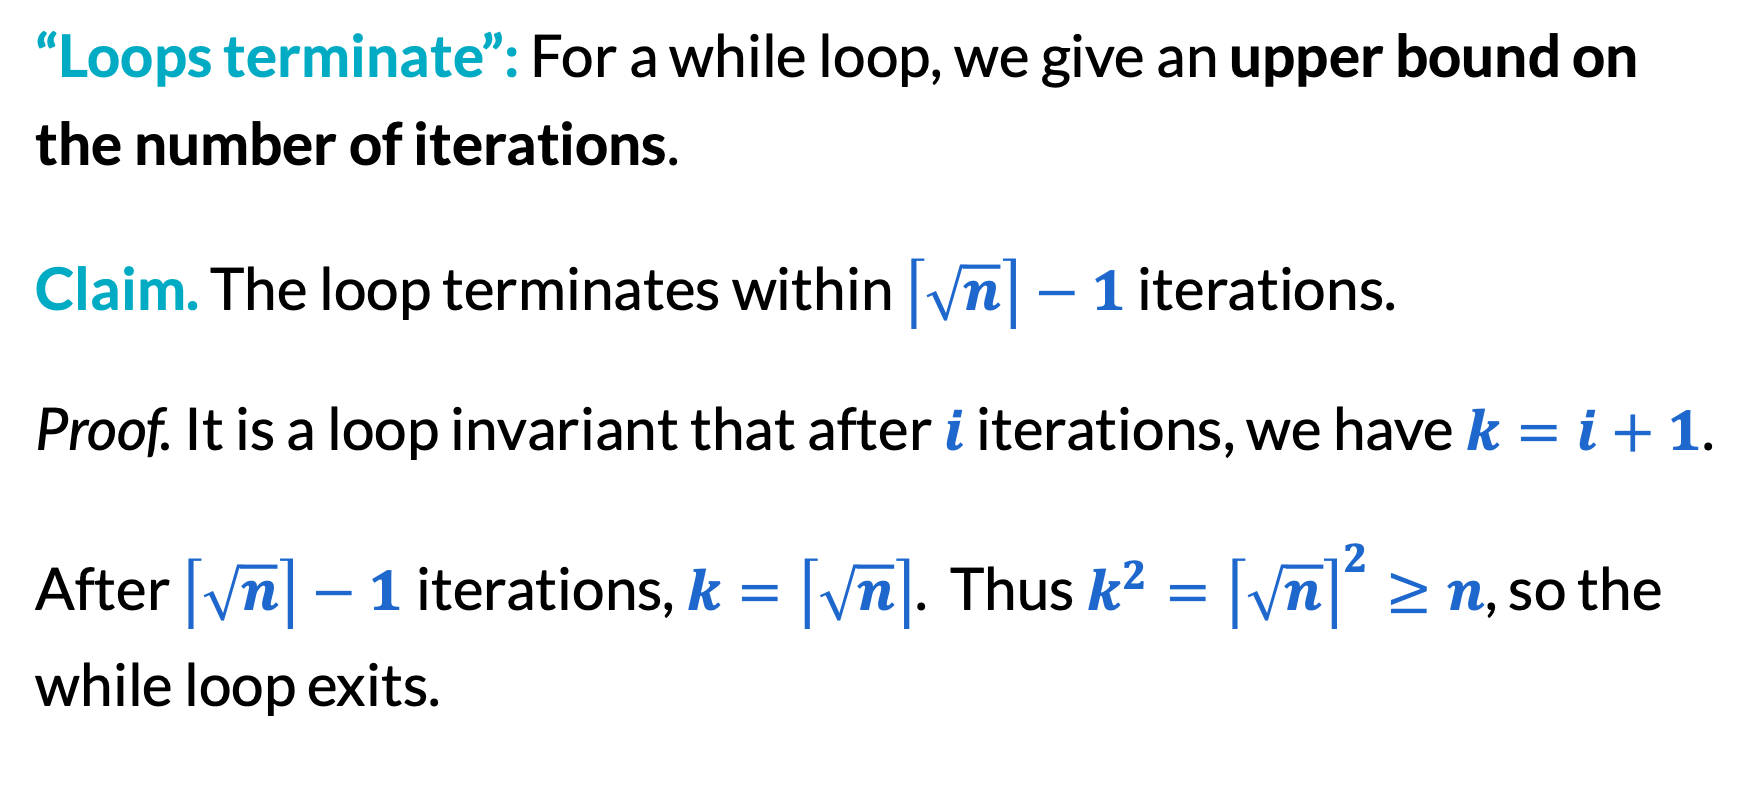 “Loops terminate”: For a while loop, we give an upper bound on
the number of iterations.
Claim. The loop terminates within ⌈√n⌉ − 1 iterations.
Proof. It is a loop invariant that after i iterations, we have k = i + 1.
After ⌈√n⌉ − 1 iterations, k = ⌈√n⌉. Thus k² = ⌈√n⌉² ≥ n, so the
while loop exits.